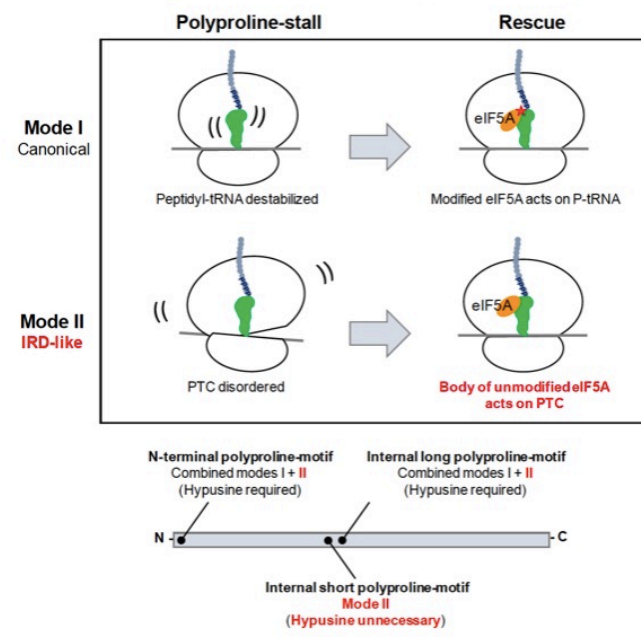 Polyproline-stall
Rescue
Mode I
Canonical
eIF5A
Peptidyl-tRNA destabilized
Modified eIF5A acts on P-tRNA
Mode II
IRD-like
eIF5A
PTC disordered
Body of unmodified eIF5A
acts on PTC
N-terminal polyproline-motif
Combined modes I + II
(Hypusine required)
Internal long polyproline-motif
Combined modes I + II
(Hypusine required)
N -
- C
Internal short polyproline-motif
Mode II
(Hypusine unnecessary)